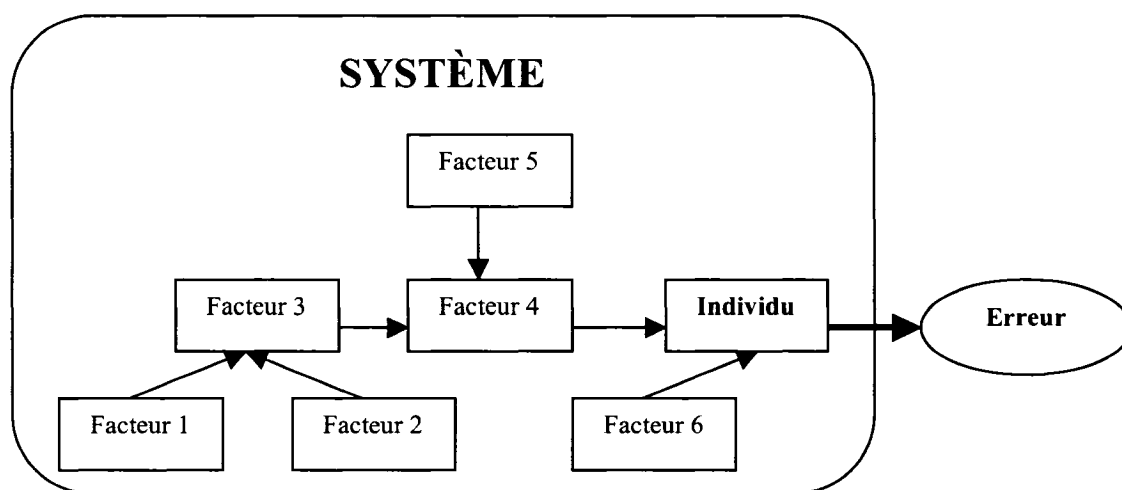 SYSTÈME
Facteur 5
Facteur 3
Facteur 4
Individu
Erreur
Facteur 1
Facteur 2
Facteur 6